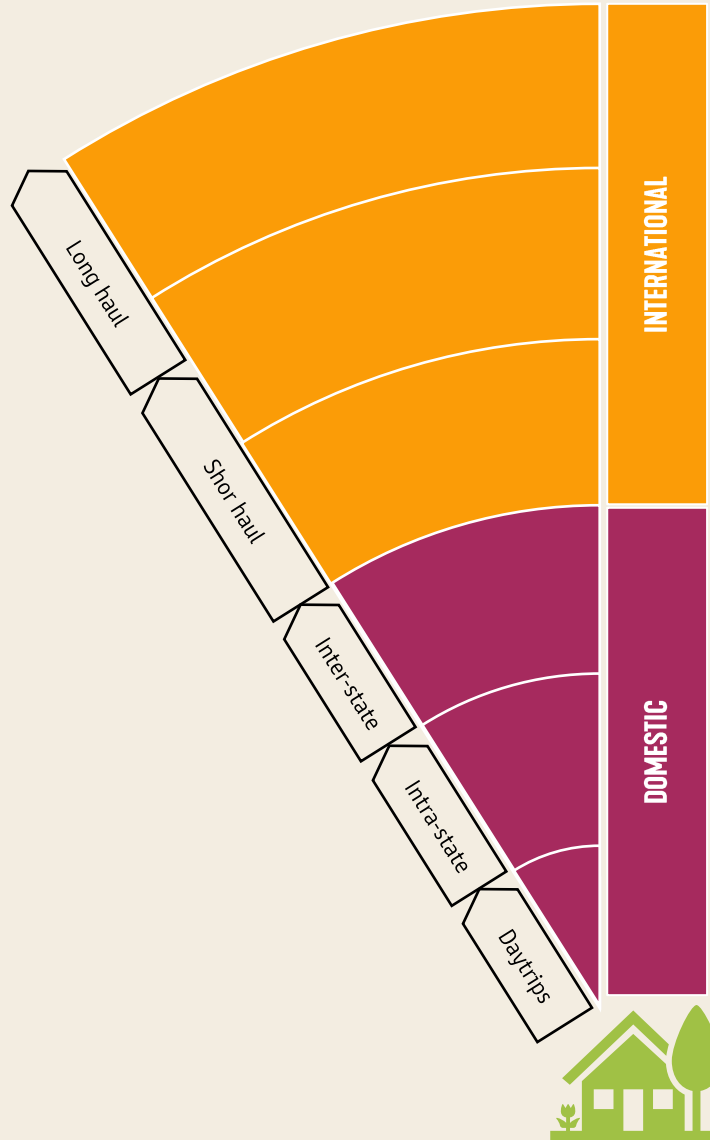 INTERNATIONAL
Long haul
Shor haul
Inter-state
DOMESTIC
Intra-state
Daytrips